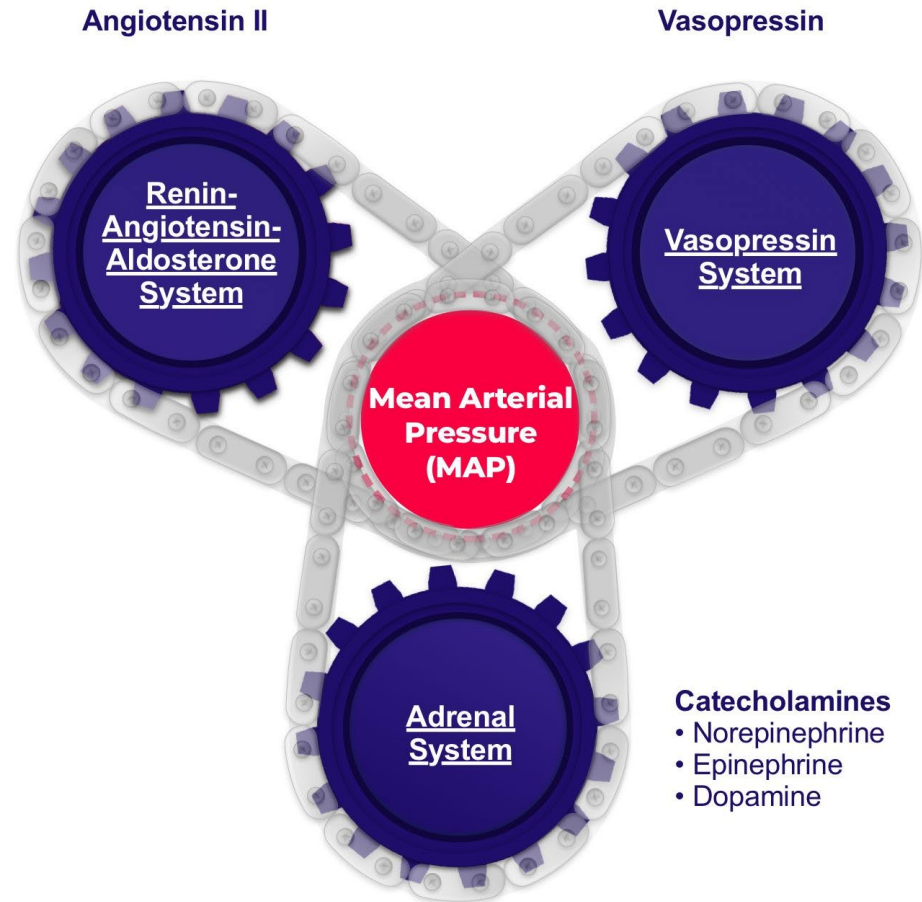 Angiotensin II
Vasopressin
Renin-
Angiotensin-
Aldosterone
System
Vasopressin
System
Mean Arterial
Pressure
(MAP)
Adrenal
System
Catecholamines
• Norepinephrine
• Epinephrine
• Dopamine